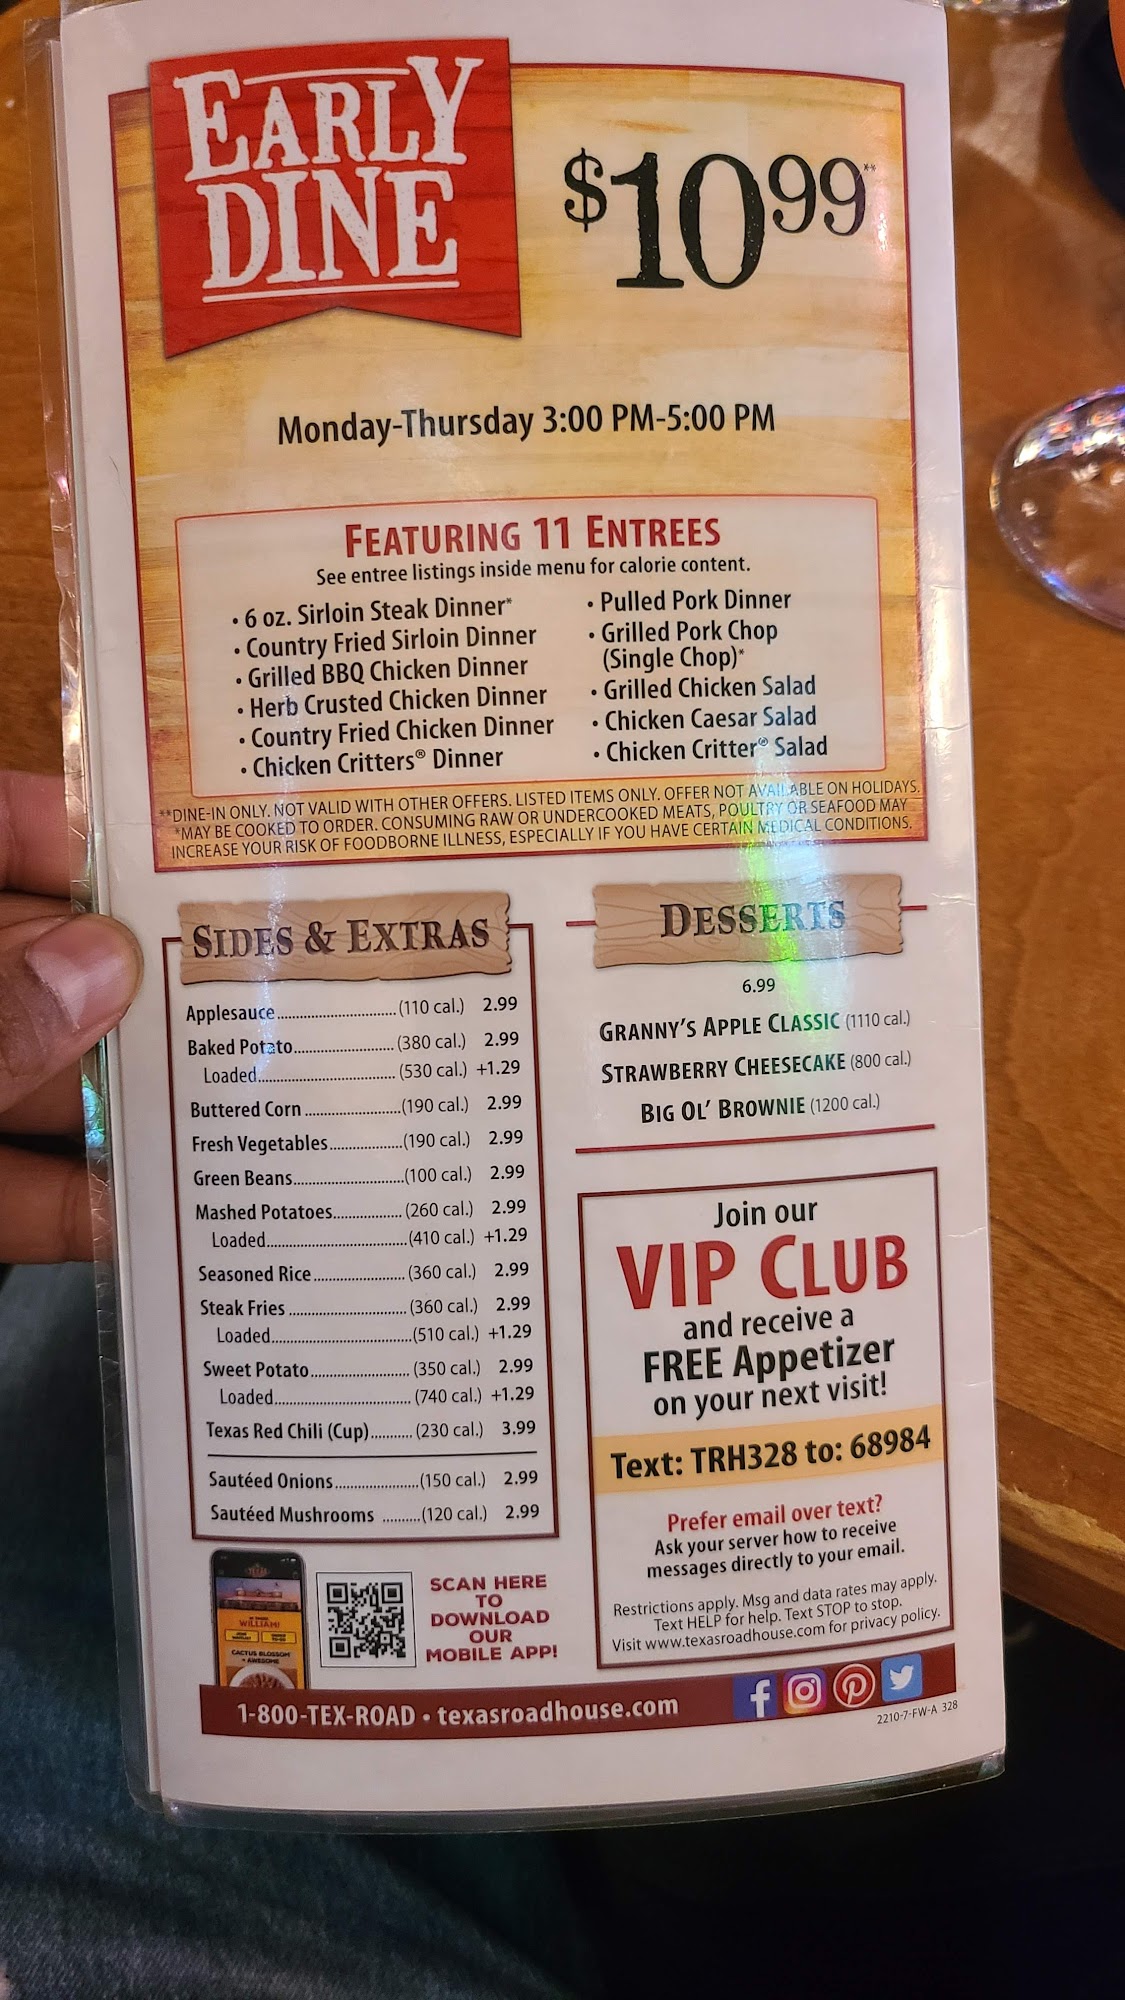 EARLY
DINE
$10.99**
Monday-Thursday 3:00 PM-5:00 PM
FEATURING 11 ENTREES
See entree listings inside menu for calorie content.
• 6 oz. Sirloin Steak Dinner*
• Country Fried Sirloin Dinner
• Grilled BBQ Chicken Dinner
• Herb Crusted Chicken Dinner
• Country Fried Chicken Dinner
• Chicken Critters® Dinner
• Pulled Pork Dinner
• Grilled Pork Chop
(Single Chop)*
• Grilled Chicken Salad
• Chicken Caesar Salad
• Chicken Critter® Salad
**DINE-IN ONLY. NOT VALID WITH OTHER OFFERS. LISTED ITEMS ONLY. OFFER NOT AVAILABLE ON HOLIDAYS.
*MAY BE COOKED TO ORDER. CONSUMING RAW OR UNDERCOOKED MEATS, POULTRY OR SEAFOOD MAY
INCREASE YOUR RISK OF FOODBORNE ILLNESS, ESPECIALLY IF YOU HAVE CERTAIN MEDICAL CONDITIONS.
SIDES & EXTRAS
Applesauce (110 cal.) 2.99
Baked Potato (380 cal.) 2.99
Loaded (530 cal.) +1.29
Buttered Corn (190 cal.) 2.99
Fresh Vegetables (190 cal.) 2.99
Green Beans (100 cal.) 2.99
Mashed Potatoes (260 cal.) 2.99
Loaded (410 cal.) +1.29
Seasoned Rice (360 cal.) 2.99
Steak Fries (360 cal.) 2.99
Loaded (510 cal.) +1.29
Sweet Potato (350 cal.) 2.99
Loaded (740 cal.) +1.29
Texas Red Chili (Cup) (230 cal.) 3.99
Sautéed Onions (150 cal.) 2.99
Sautéed Mushrooms (120 cal.) 2.99
DESSERTS
6.99
GRANNY'S APPLE CLASSIC (1110 cal.)
STRAWBERRY CHEESECAKE (800 cal.)
BIG OL' BROWNIE (1200 cal.)
Join our
VIP CLUB
and receive a
FREE Appetizer
on your next visit!
Text: TRH328 to: 68984
Prefer email over text?
Ask your server how to receive
messages directly to your email.
Restrictions apply. Msg and data rates may apply.
Text HELP for help. Text STOP to stop.
Visit www.texasroadhouse.com for privacy policy.
WILLIAM!
CACTUS BLOSSOM
= AWESOME
SCAN HERE
TO
DOWNLOAD
OUR
MOBILE APP!
1-800-TEX-ROAD • texasroadhouse.com
2210-7-FW-A 328